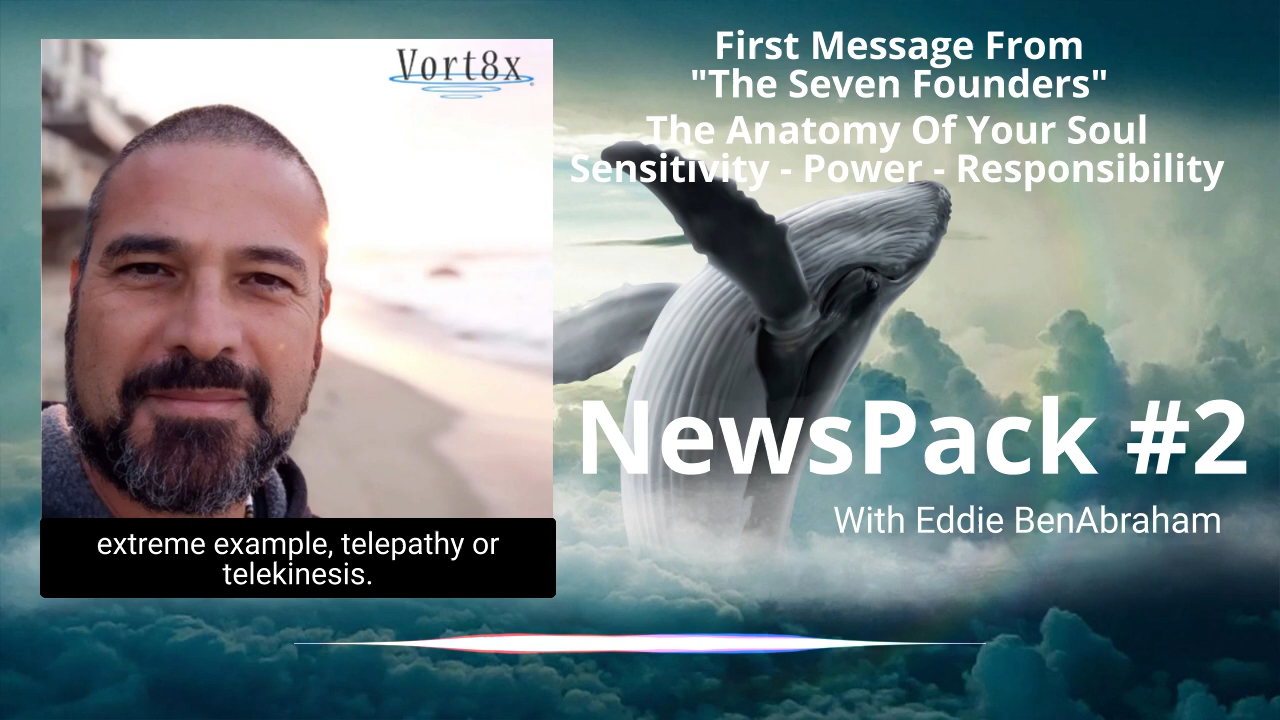 Vort8x
First Message From
"The Seven Founders"
The Anatomy Of Your Soul
Sensitivity - Power - Responsibility
NewsPack #2
With Eddie BenAbraham
extreme example, telepathy or
telekinesis.